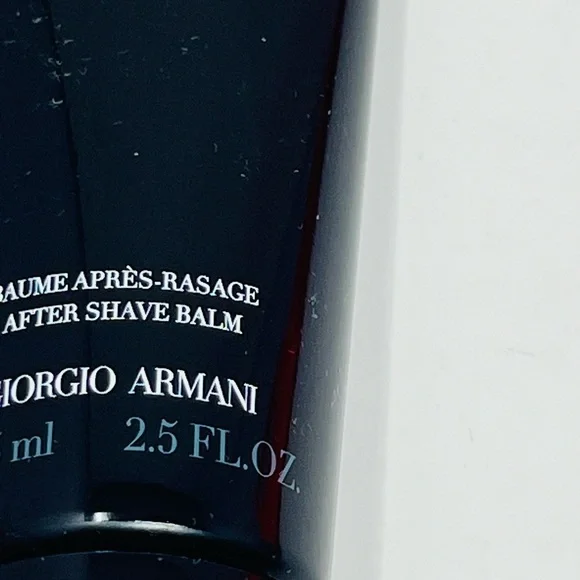 BAUME APRÈS-RASAGE
AFTER SHAVE BALM
GIORGIO ARMANI
ml 2.5 FL.OZ.